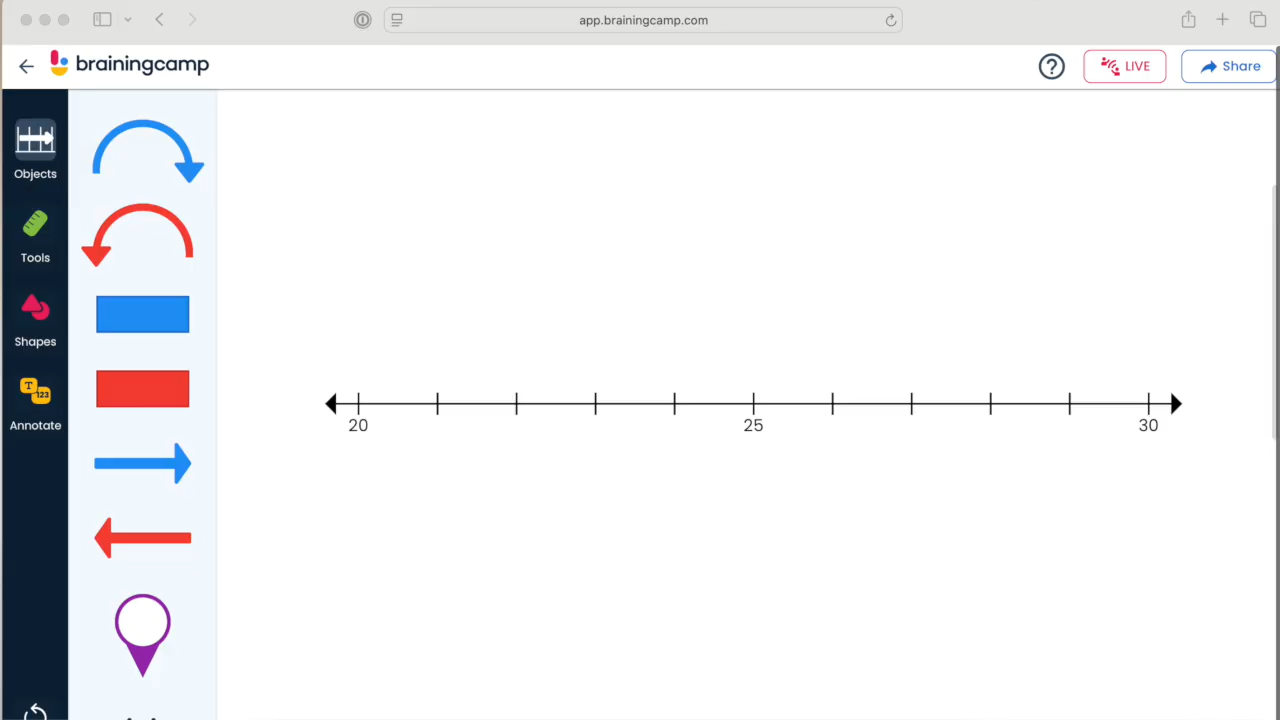 app.brainingcamp.com
brainingcamp
LIVE
Share
Objects
Tools
Shapes
T
123
Annotate
20
25
30